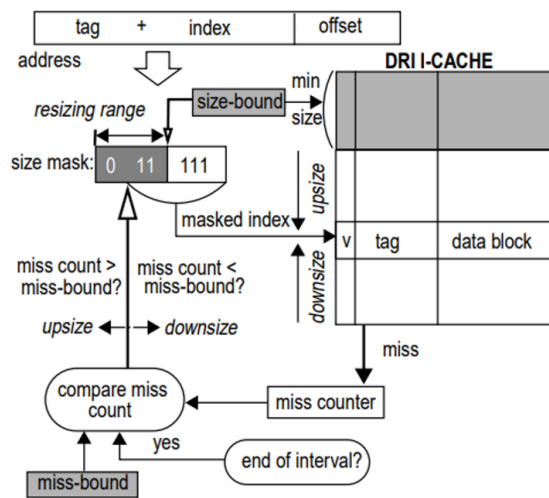 tag + index offset
address
DRI I-CACHE
resizing range
size-bound
min
size
size mask: 0 11 111
upsize
masked index
v tag data block
downsize
miss count >
miss-bound?
miss count <
miss-bound?
upsize downsize
miss
compare miss
count
miss counter
yes
end of interval?
miss-bound